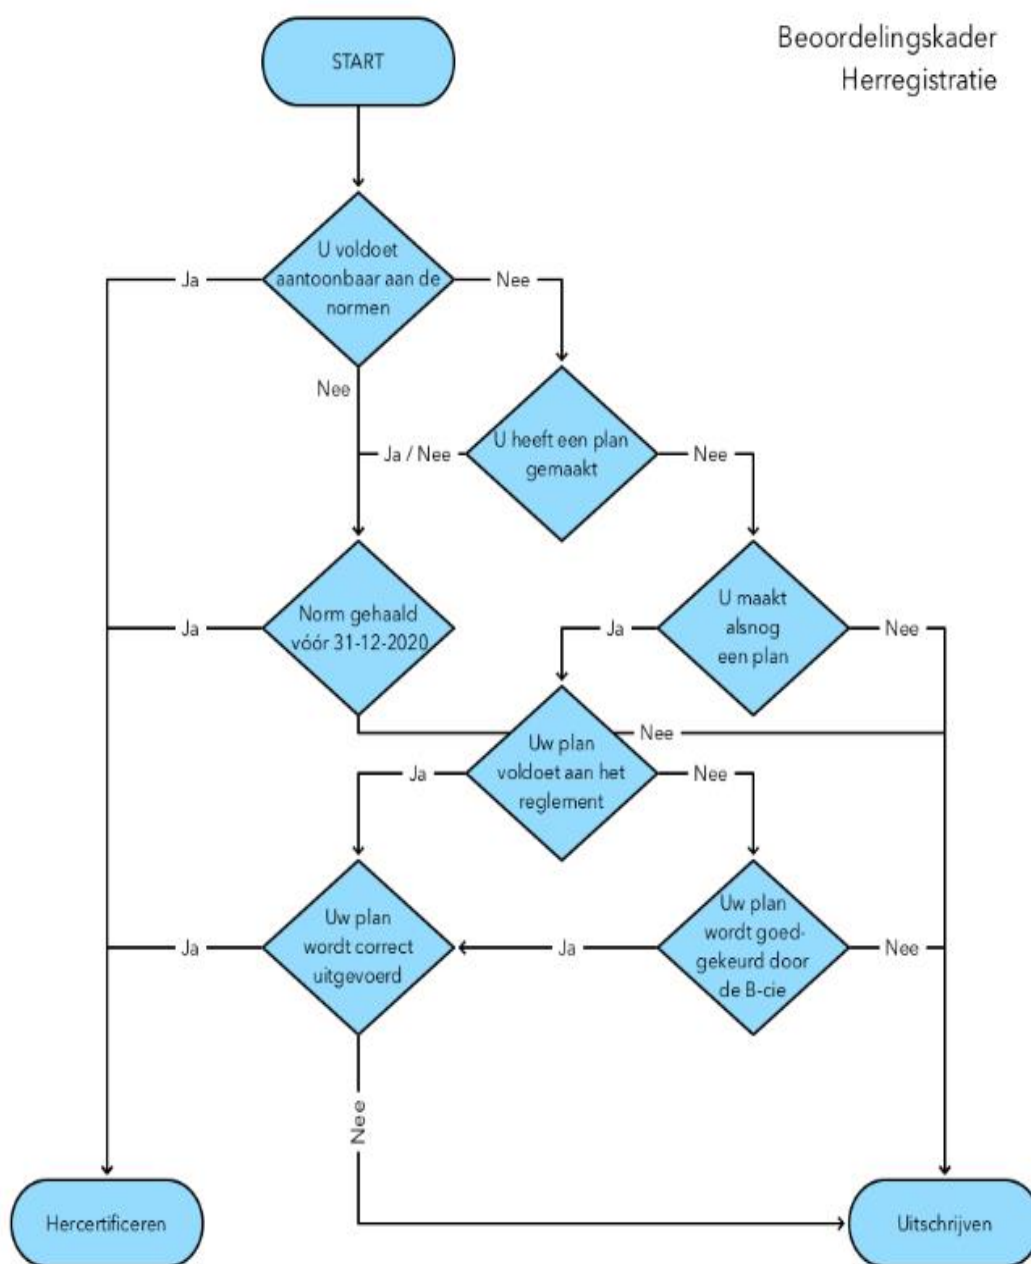 Beoordelingskader
Herregistratie
START
U voldoet
aantoonbaar aan de
normen
Ja
Nee
Nee
U heeft een plan
gemaakt
Ja / Nee
Nee
Norm gehaald
vóór 31-12-2020
Ja
U maakt
alsnog
een plan
Ja
Nee
Nee
Uw plan
voldoet aan het
reglement
Ja
Nee
Uw plan
wordt correct
uitgevoerd
Ja
Ja
Uw plan
wordt goed-
gekeurd door
de B-cie
Nee
Nee
Hercertificeren
Uitschrijven